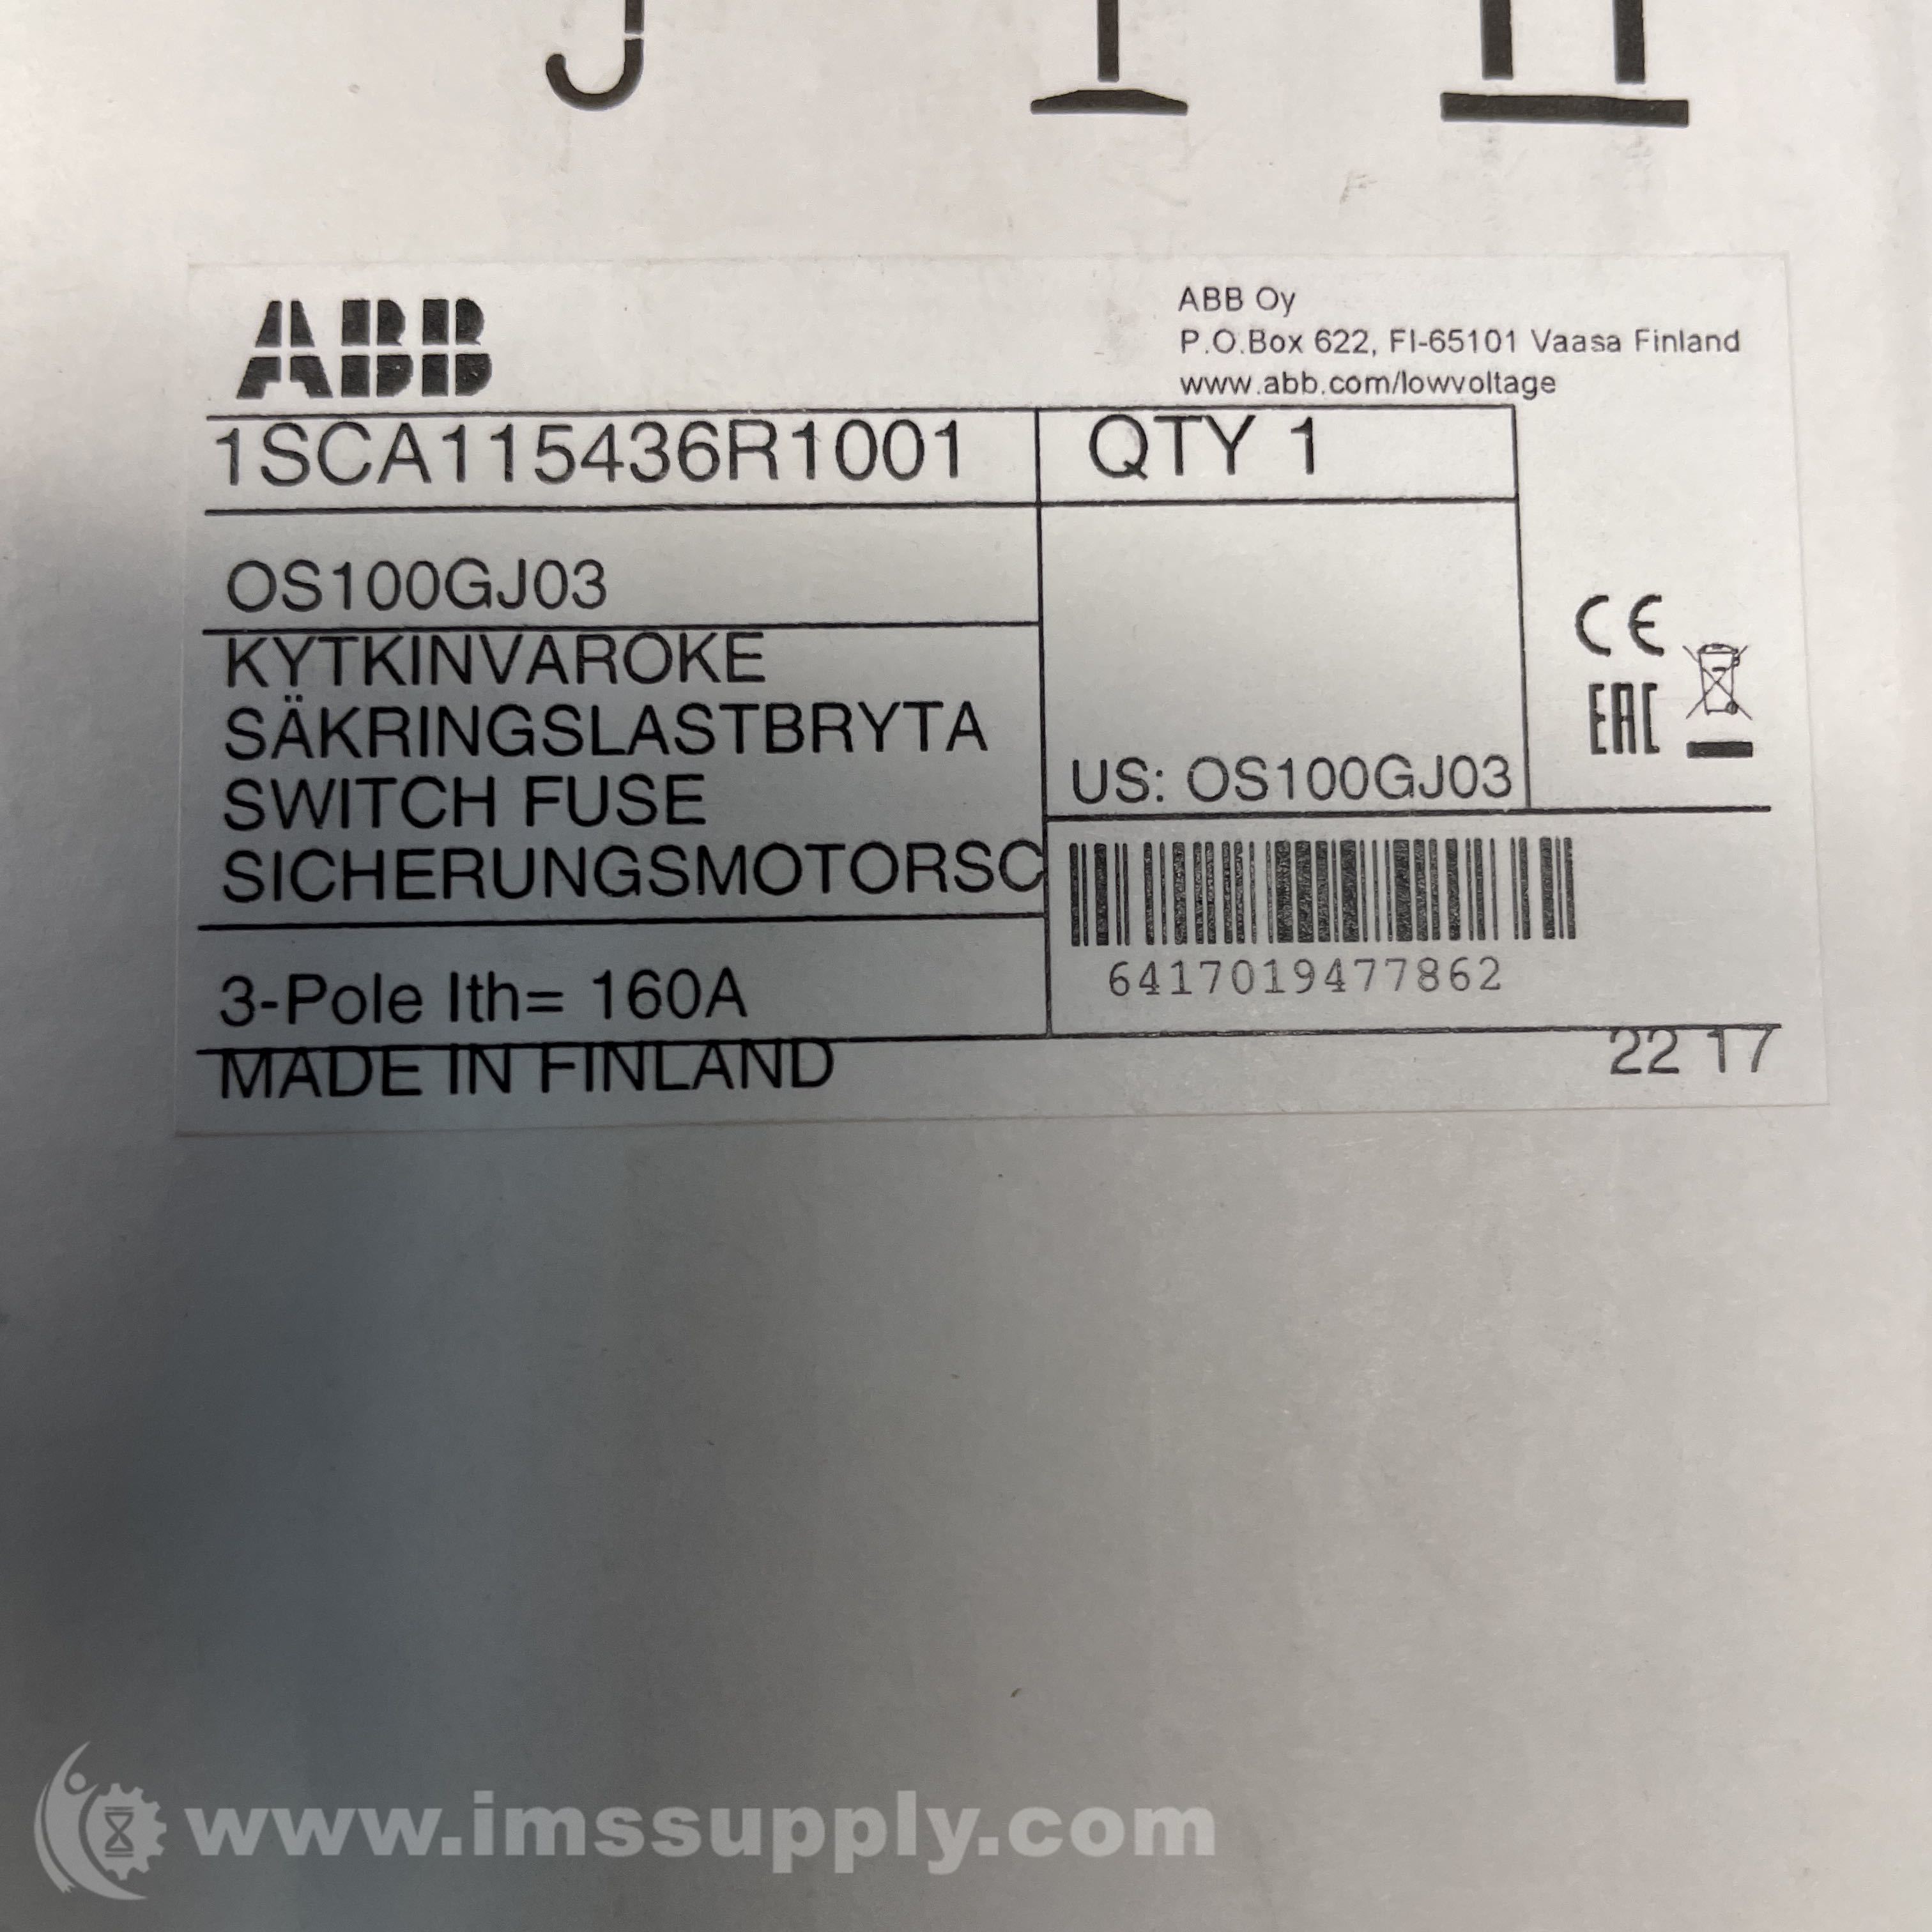 ABB
ABB Oy
P.O.Box 622, FI-65101 Vaasa Finland
www.abb.com/lowvoltage
1SCA115436R1001
QTY 1
OS100GJ03
KYTKINVAROKE
SÄKRINGSLASTBRYTA
SWITCH FUSE
SICHERUNGSMOTORSC
US: OS100GJ03
CE
EAC
6417019477862
3-Pole Ith= 160A
MADE IN FINLAND
22 17
www.imssupply.com